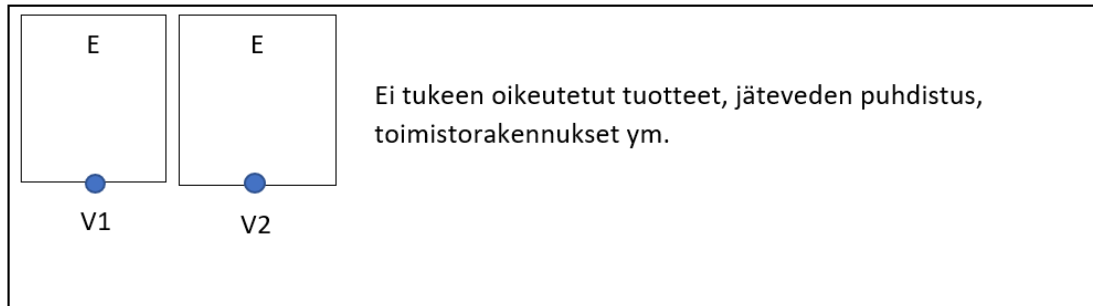 E
E
Ei tukeen oikeutetut tuotteet, jäteveden puhdistus,
toimistorakennukset ym.
V1
V2